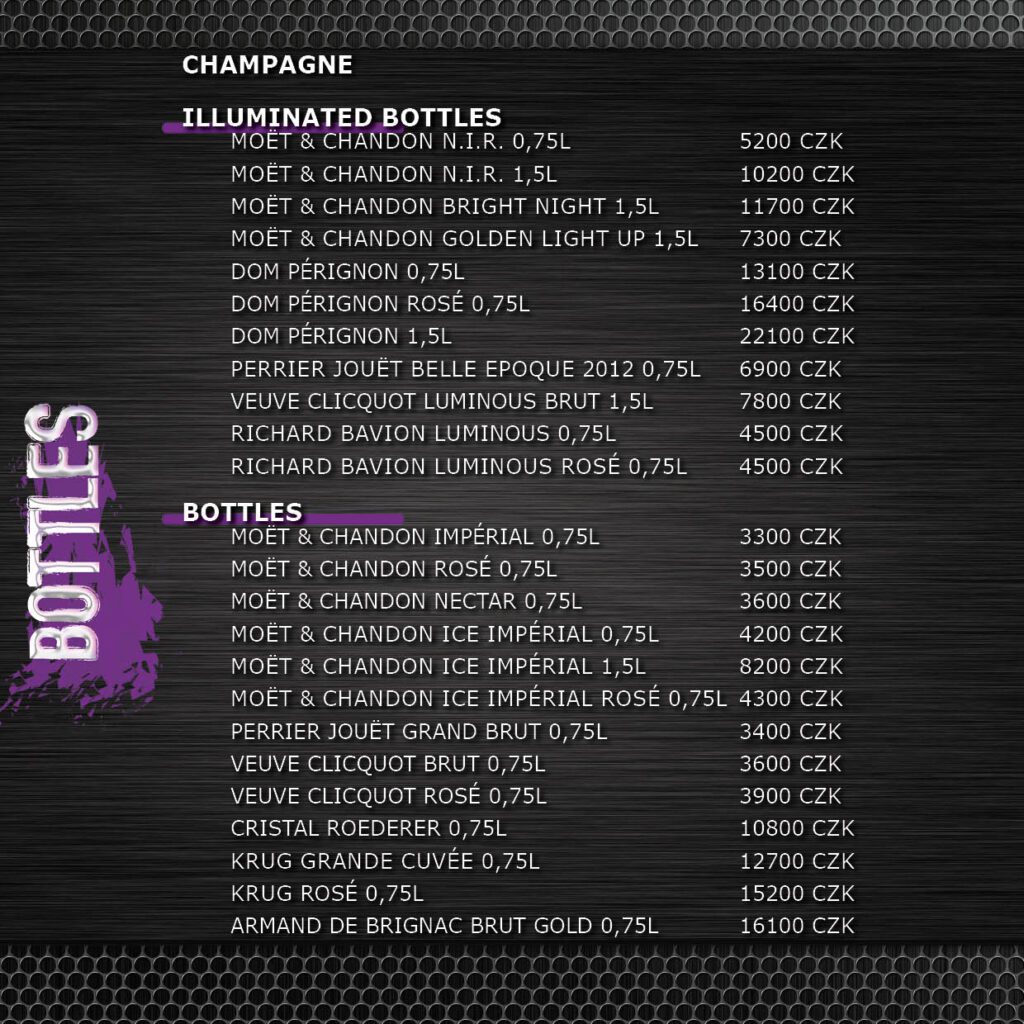 CHAMPAGNE
ILLUMINATED BOTTLES
MOËT & CHANDON N.I.R. 0,75L 5200 CZK
MOËT & CHANDON N.I.R. 1,5L 10200 CZK
MOËT & CHANDON BRIGHT NIGHT 1,5L 11700 CZK
MOËT & CHANDON GOLDEN LIGHT UP 1,5L 7300 CZK
DOM PÉRIGNON 0,75L 13100 CZK
DOM PÉRIGNON ROSÉ 0,75L 16400 CZK
DOM PÉRIGNON 1,5L 22100 CZK
PERRIER JOUËT BELLE EPOQUE 2012 0,75L 6900 CZK
VEUVE CLICQUOT LUMINOUS BRUT 1,5L 7800 CZK
RICHARD BAVION LUMINOUS 0,75L 4500 CZK
RICHARD BAVION LUMINOUS ROSÉ 0,75L 4500 CZK
BOTTLES
BOTTLES
MOËT & CHANDON IMPÉRIAL 0,75L 3300 CZK
MOËT & CHANDON ROSÉ 0,75L 3500 CZK
MOËT & CHANDON NECTAR 0,75L 3600 CZK
MOËT & CHANDON ICE IMPÉRIAL 0,75L 4200 CZK
MOËT & CHANDON ICE IMPÉRIAL 1,5L 8200 CZK
MOËT & CHANDON ICE IMPÉRIAL ROSÉ 0,75L 4300 CZK
PERRIER JOUËT GRAND BRUT 0,75L 3400 CZK
VEUVE CLICQUOT BRUT 0,75L 3600 CZK
VEUVE CLICQUOT ROSÉ 0,75L 3900 CZK
CRISTAL ROEDERER 0,75L 10800 CZK
KRUG GRANDE CUVÉE 0,75L 12700 CZK
KRUG ROSÉ 0,75L 15200 CZK
ARMAND DE BRIGNAC BRUT GOLD 0,75L 16100 CZK